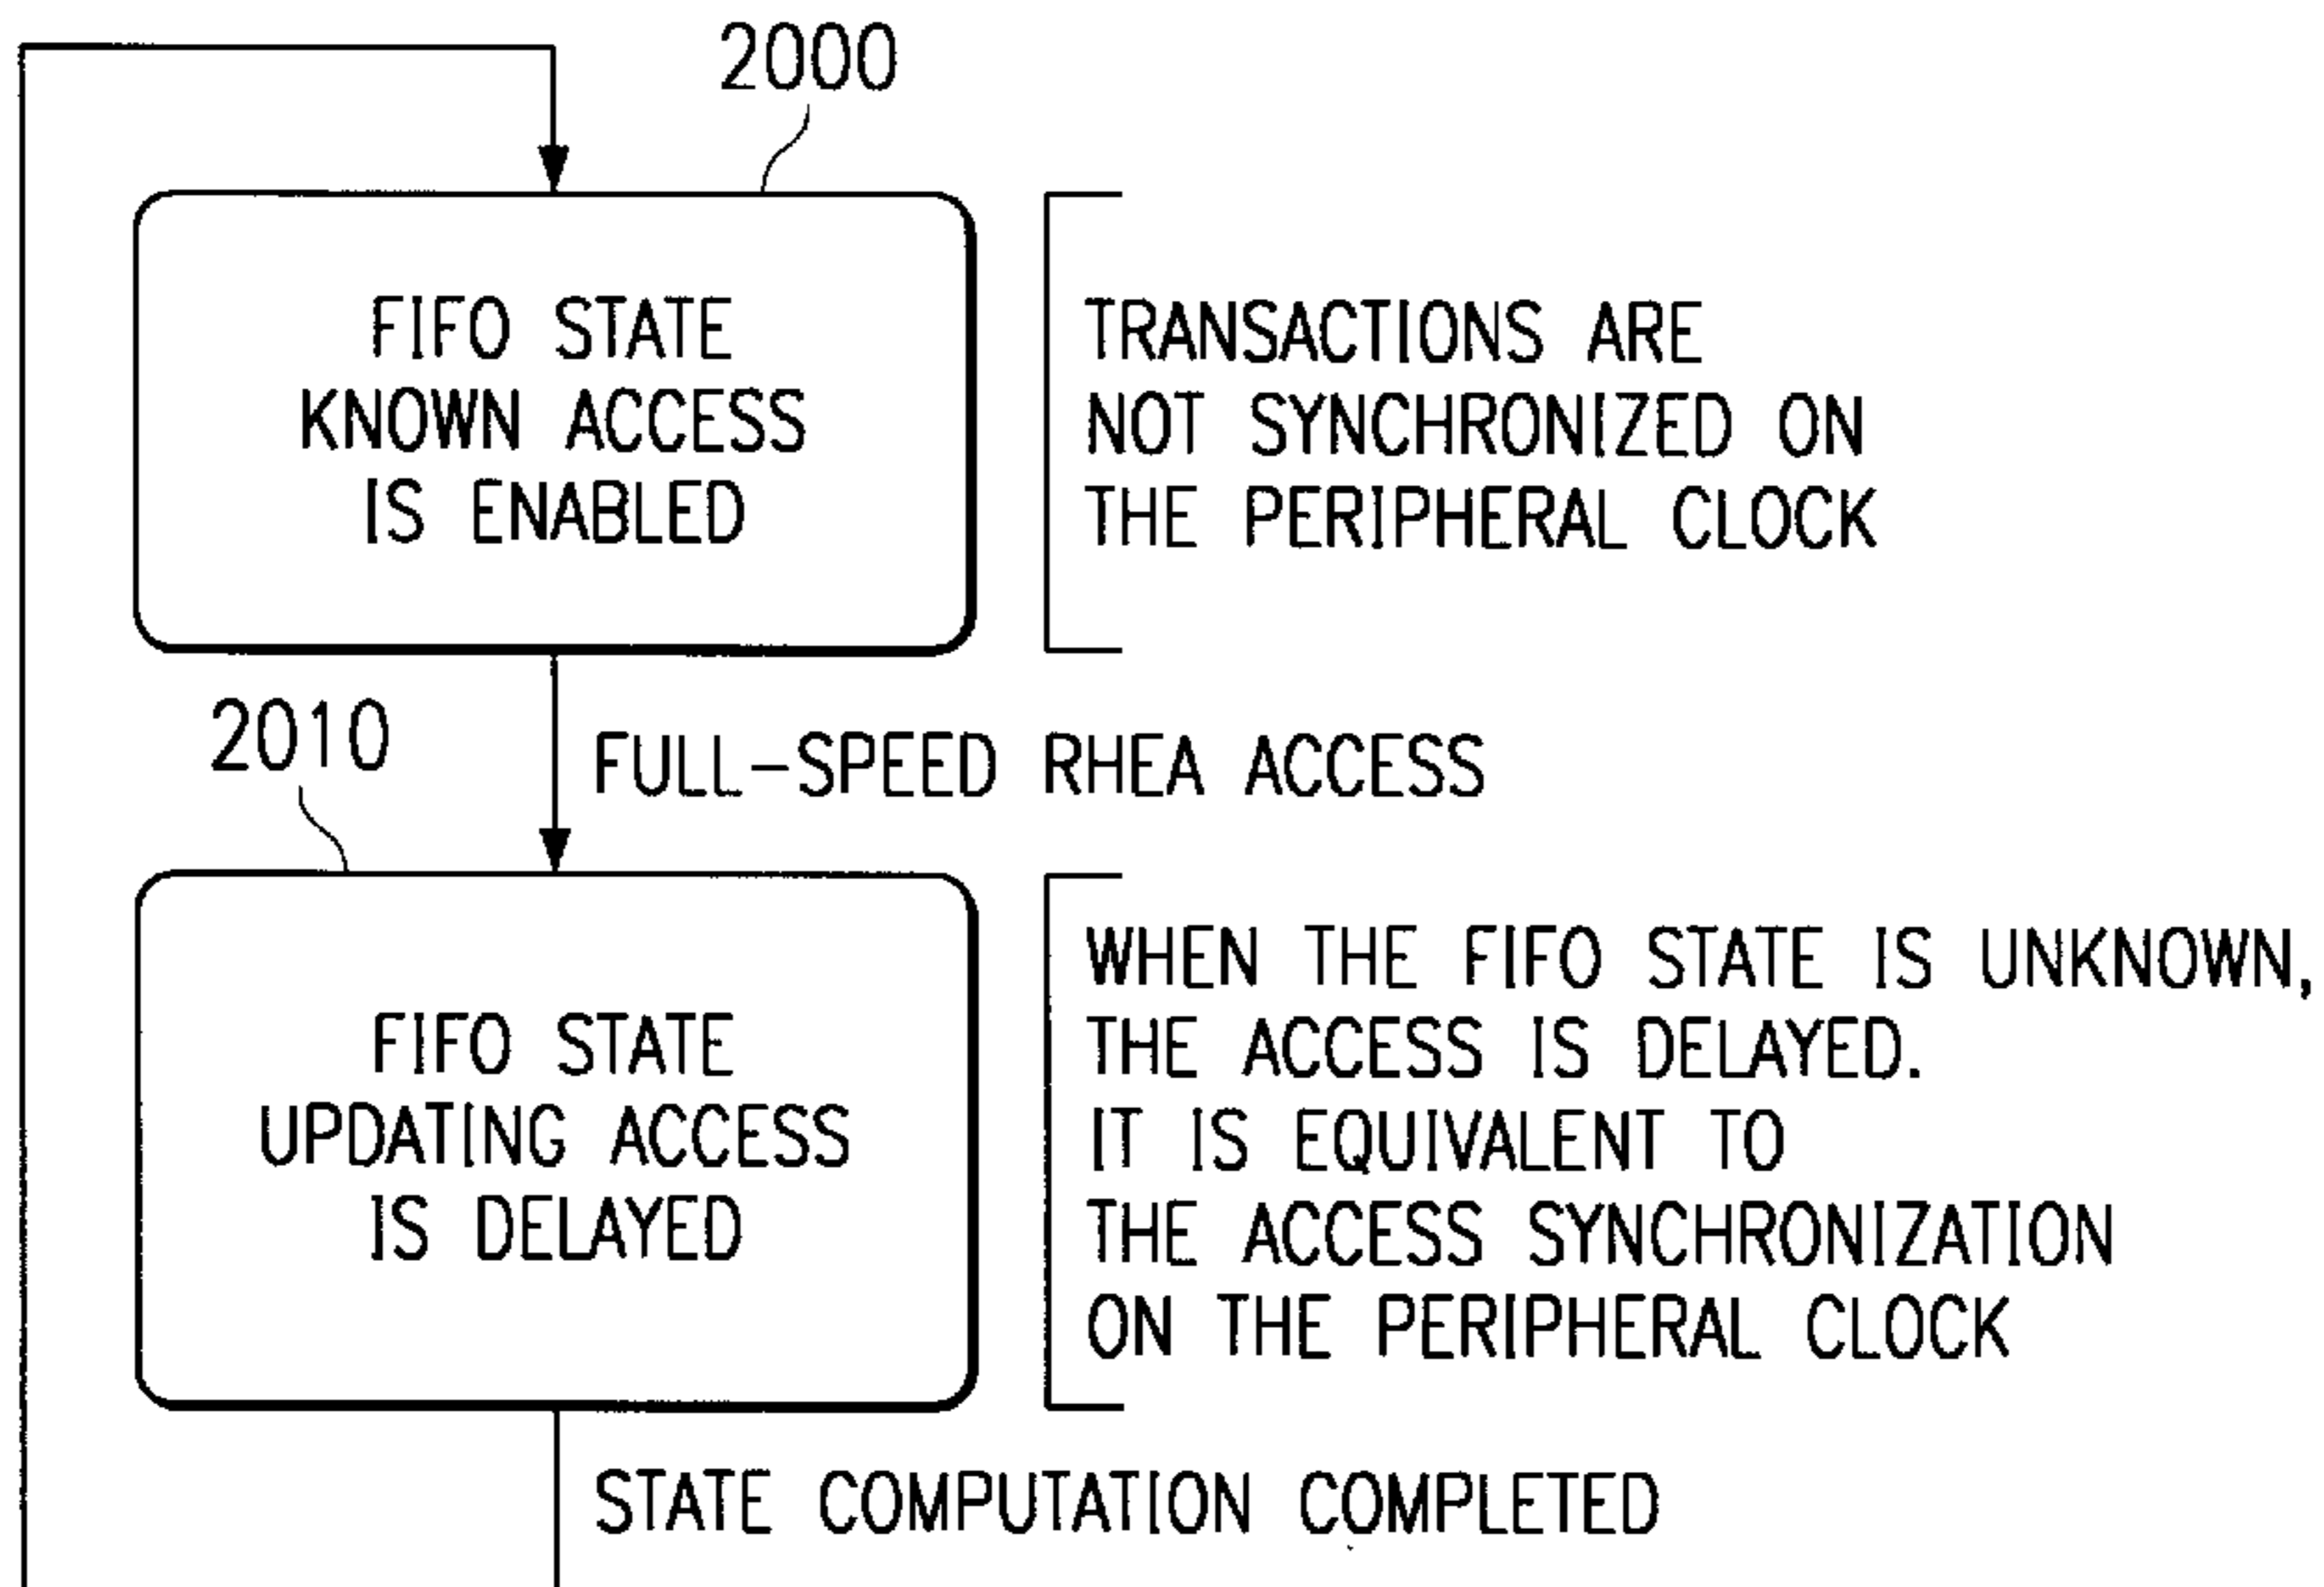 2000
FIFO STATE
KNOWN ACCESS
IS ENABLED
TRANSACTIONS ARE
NOT SYNCHRONIZED ON
THE PERIPHERAL CLOCK
2010
FULL-SPEED RHEA ACCESS
FIFO STATE
UPDATING ACCESS
IS DELAYED
WHEN THE FIFO STATE IS UNKNOWN,
THE ACCESS IS DELAYED.
IT IS EQUIVALENT TO
THE ACCESS SYNCHRONIZATION
ON THE PERIPHERAL CLOCK
STATE COMPUTATION COMPLETED